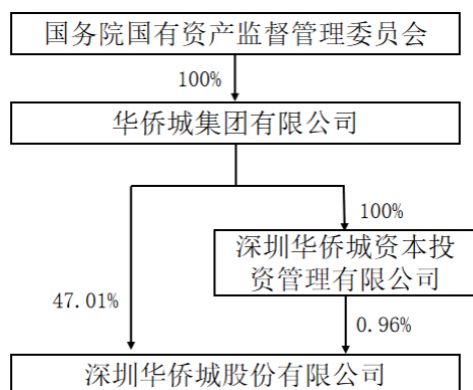 国务院国有资产监督管理委员会
100%
华侨城集团有限公司
100%
深圳华侨城资本投
资管理有限公司
47.01%
0.96%
深圳华侨城股份有限公司